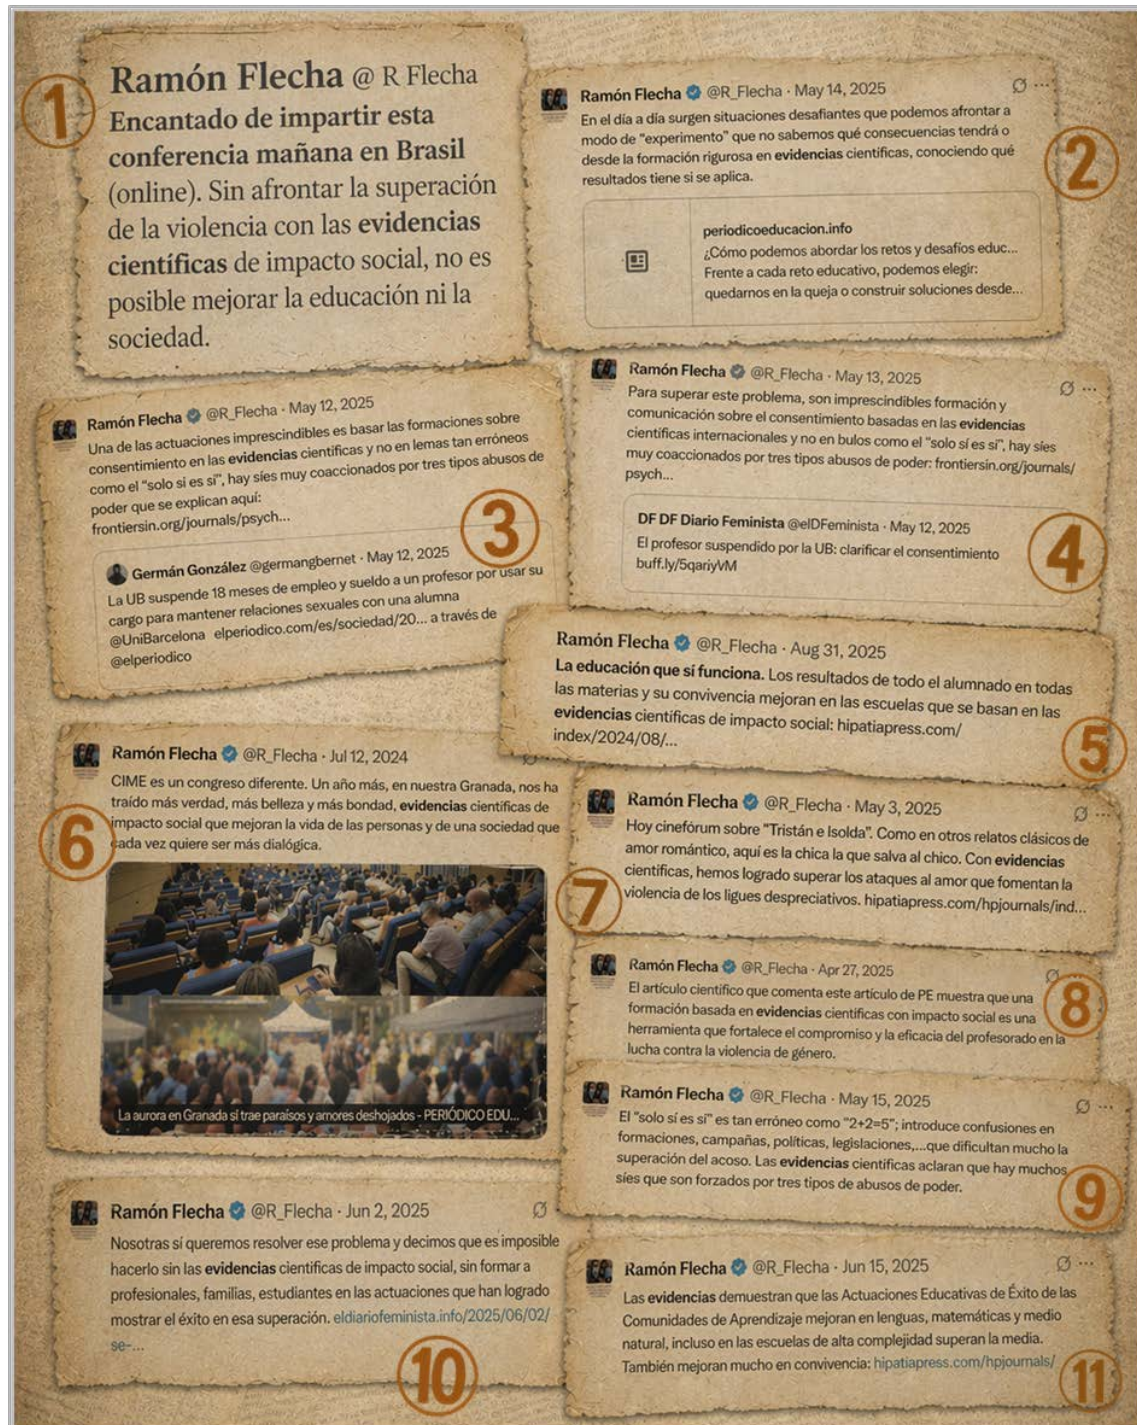 1
Ramón Flecha @ R Flecha
Encantado de impartir esta
conferencia mañana en Brasil
(online). Sin afrontar la superación
de la violencia con las evidencias
científicas de impacto social, no es
posible mejorar la educación ni la
sociedad.
2
Ramón Flecha @R_Flecha · May 14, 2025
En el día a día surgen situaciones desafiantes que podemos afrontar a
modo de "experimento" que no sabemos qué consecuencias tendrá o
desde la formación rigurosa en evidencias científicas, conociendo qué
resultados tiene si se aplica.
periodicoeducacion.info
¿Cómo podemos abordar los retos y desafíos educ...
Frente a cada reto educativo, podemos elegir:
quedarnos en la queja o construir soluciones desde...
3
Ramón Flecha @R_Flecha · May 12, 2025
Una de las actuaciones imprescindibles es basar las formaciones sobre
consentimiento en las evidencias científicas y no en lemas tan erróneos
como el "solo si es si", hay síes muy coaccionados por tres tipos abusos de
poder que se explican aquí:
frontiersin.org/journals/psych...
Germán González @germangbernet · May 12, 2025
La UB suspende 18 meses de empleo y sueldo a un profesor por usar su
cargo para mantener relaciones sexuales con una alumna
@UniBarcelona elperiodico.com/es/sociedad/20... a través de
@elperiodico
4
Ramón Flecha @R_Flecha · May 13, 2025
Para superar este problema, son imprescindibles formación y
comunicación sobre el consentimiento basadas en las evidencias
científicas internacionales y no en bulos como el "solo sí es sí", hay síes
muy coaccionados por tres tipos abusos de poder: frontiersin.org/journals/
psych...
DF DF Diario Feminista @elDFeminista · May 12, 2025
El profesor suspendido por la UB: clarificar el consentimiento
buff.ly/5qariyVM
5
Ramón Flecha @R_Flecha · Aug 31, 2025
La educación que sí funciona. Los resultados de todo el alumnado en todas
las materias y su convivencia mejoran en las escuelas que se basan en las
evidencias científicas de impacto social: hipatiapress.com/
index/2024/08/...
6
Ramón Flecha @R_Flecha · Jul 12, 2024
CIME es un congreso diferente. Un año más, en nuestra Granada, nos ha
traído más verdad, más belleza y más bondad, evidencias científicas de
impacto social que mejoran la vida de las personas y de una sociedad que
cada vez quiere ser más dialógica.
La aurora en Granada sí trae paraísos y amores deshojados - PERIÓDICO EDU...
7
Ramón Flecha @R_Flecha · May 3, 2025
Hoy cinefórum sobre "Tristán e Isolda". Como en otros relatos clásicos de
amor romántico, aquí es la chica la que salva al chico. Con evidencias
científicas, hemos logrado superar los ataques al amor que fomentan la
violencia de los ligues despreciativos. hipatiapress.com/hpjournals/ind...
8
Ramón Flecha @R_Flecha · Apr 27, 2025
El artículo científico que comenta este artículo de PE muestra que una
formación basada en evidencias científicas con impacto social es una
herramienta que fortalece el compromiso y la eficacia del profesorado en la
lucha contra la violencia de género.
9
Ramón Flecha @R_Flecha · May 15, 2025
El "solo sí es sí" es tan erróneo como "2+2=5"; introduce confusiones en
formaciones, campañas, políticas, legislaciones,...que dificultan mucho la
superación del acoso. Las evidencias científicas aclaran que hay muchos
síes que son forzados por tres tipos de abusos de poder.
10
Ramón Flecha @R_Flecha · Jun 2, 2025
Nosotras sí queremos resolver ese problema y decimos que es imposible
hacerlo sin las evidencias científicas de impacto social, sin formar a
profesionales, familias, estudiantes en las actuaciones que han logrado
mostrar el éxito en esa superación. eldiariofeminista.info/2025/06/02/
se-...
11
Ramón Flecha @R_Flecha · Jun 15, 2025
Las evidencias demuestran que las Actuaciones Educativas de Éxito de las
Comunidades de Aprendizaje mejoran en lenguas, matemáticas y medio
natural, incluso en las escuelas de alta complejidad superan la media.
También mejoran mucho en convivencia: hipatiapress.com/hpjournals/